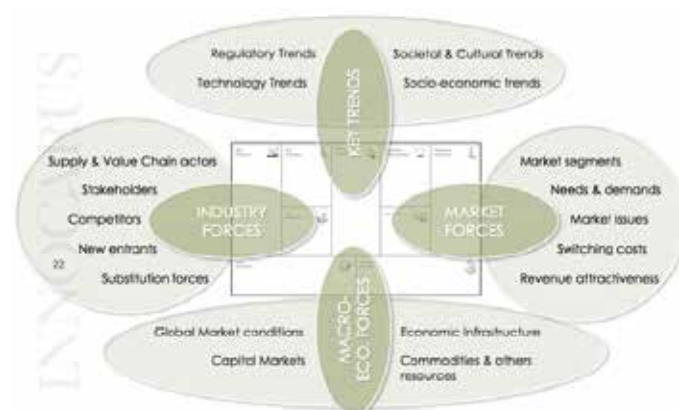 Regulatory Trends
Societal & Cultural Trends
Technology Trends
Socio-economic trends
KEY TRENDS
Supply & Value Chain actors
Stakeholders
Competitors
New entrants
Substitution forces
INDUSTRY
FORCES
MARKET
FORCES
Market segments
Needs & demands
Market issues
Switching costs
Revenue attractiveness
22
MACRO-
ECO. FORCES
Global Market conditions
Capital Markets
Economic Infrastructure
Commodities & others
resources